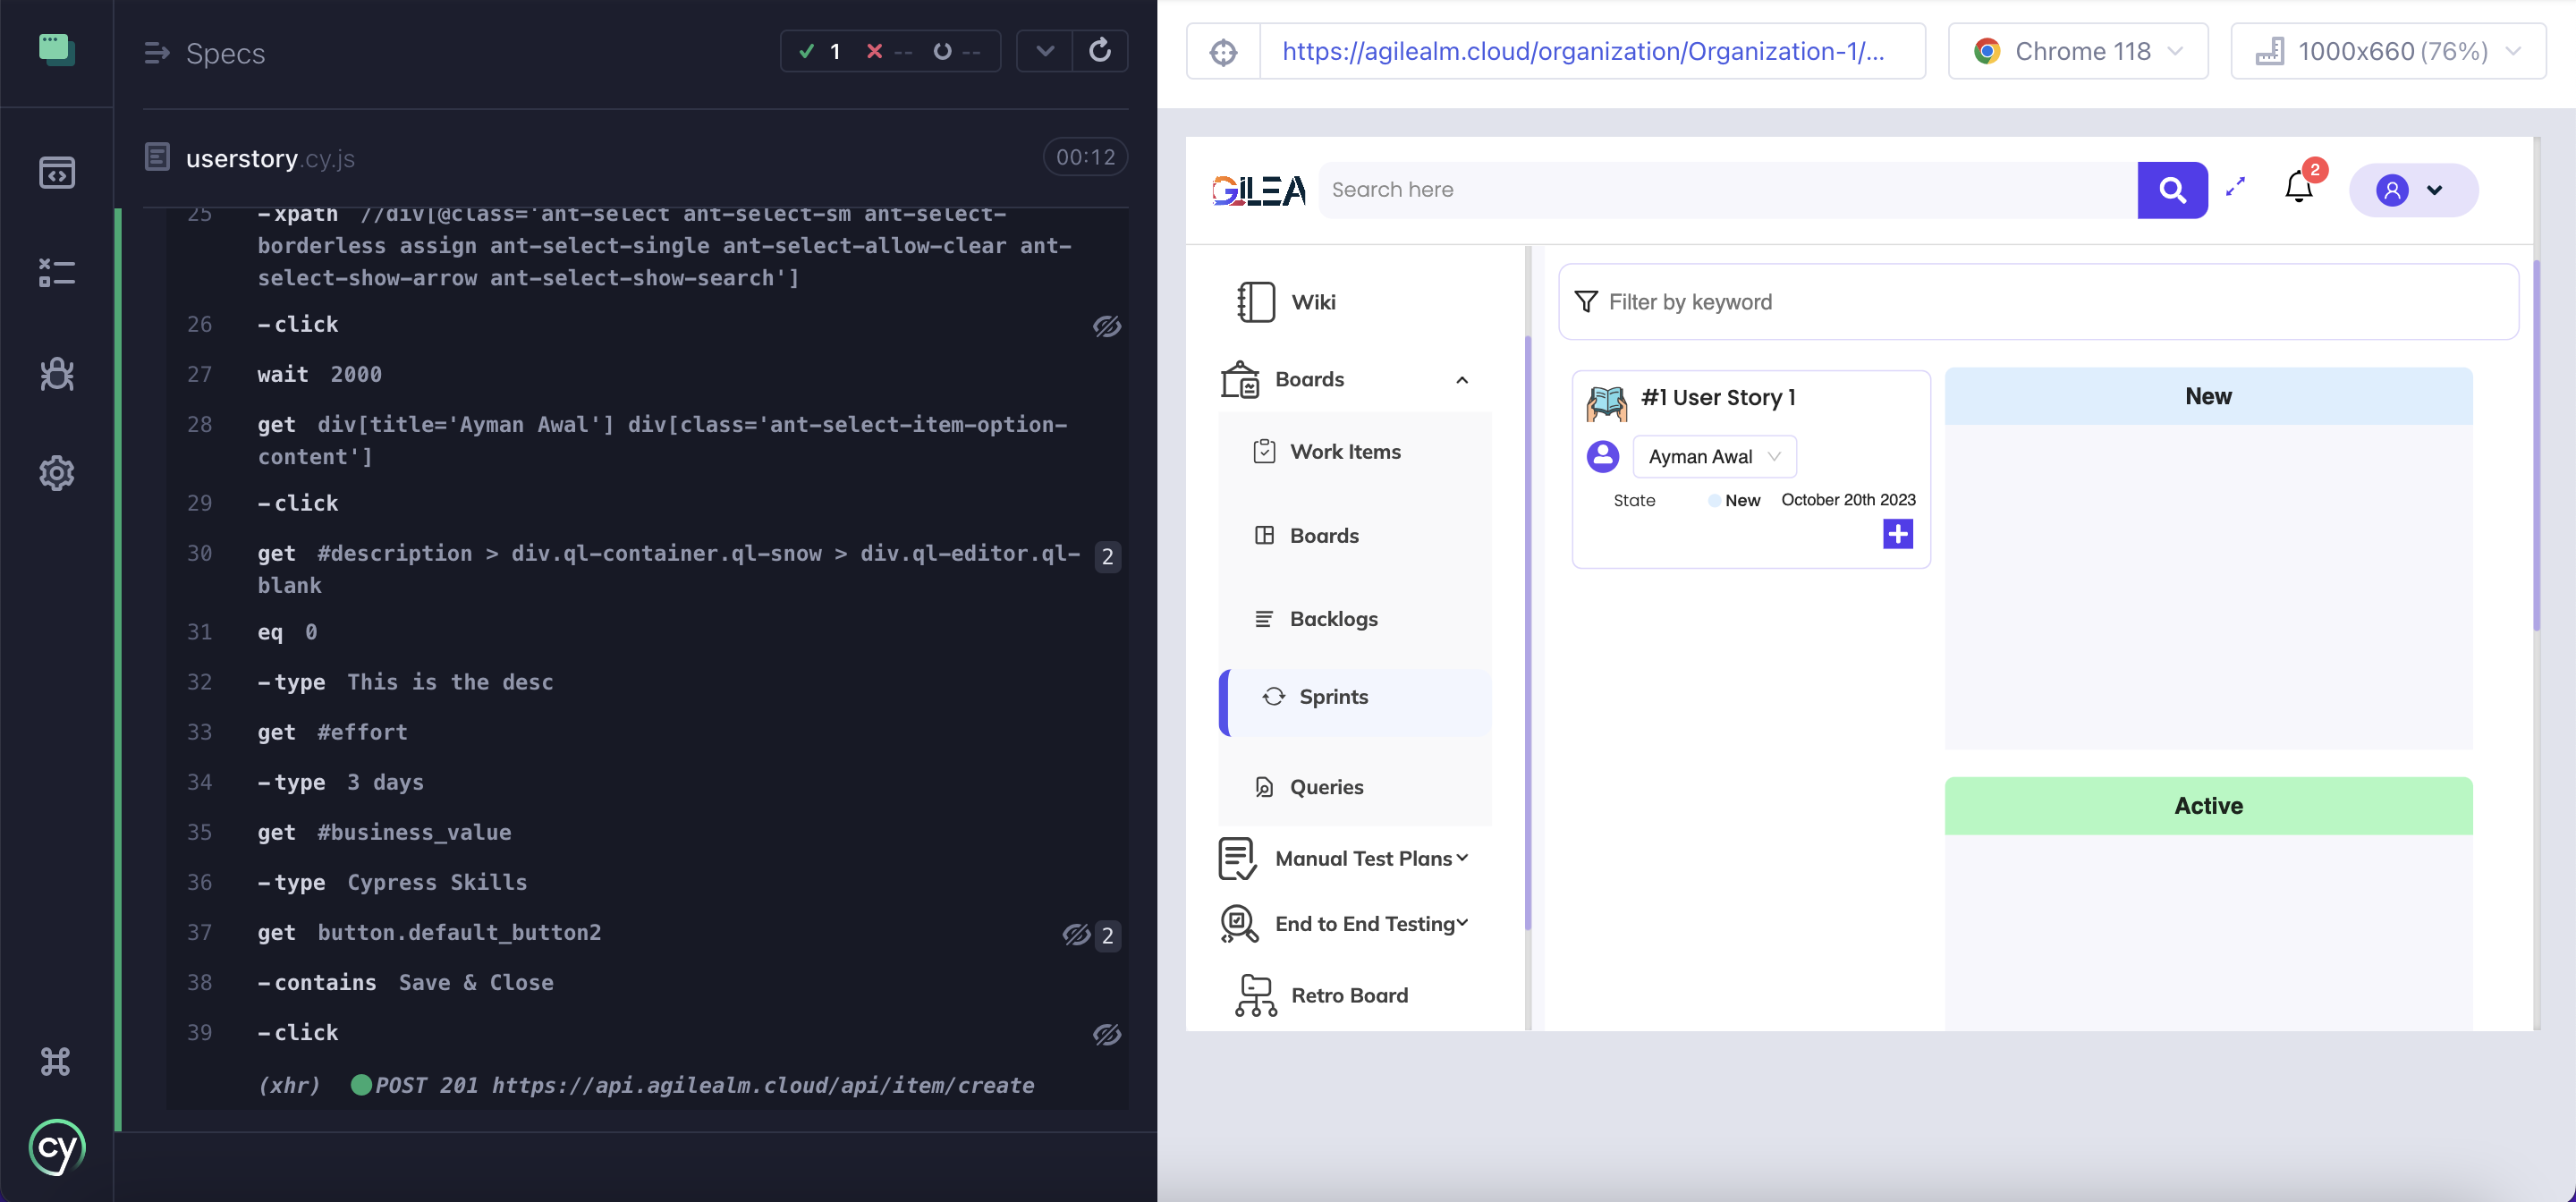 Specs
1
--
--
userstory.cy.js
00:12
25 -xpath //div[@class='ant-select ant-select-sm ant-select-
borderless assign ant-select-single ant-select-allow-clear ant-
select-show-arrow ant-select-show-search']
26 -click
27 wait 2000
28 get div[title='Ayman Awal'] div[class='ant-select-item-option-
content']
29 -click
30 get #description > div.ql-container.ql-snow > div.ql-editor.ql- 2
blank
31 eq 0
32 -type This is the desc
33 get #effort
34 -type 3 days
35 get #business_value
36 -type Cypress Skills
37 get button.default_button2 2
38 -contains Save & Close
39 -click
(xhr) POST 201 https://api.agilealm.cloud/api/item/create
cy
https://agilealm.cloud/organization/Organization-1/...
Chrome 118
1000x660 (76%)
GILEA
Search here
2
Wiki
Boards
Work Items
Boards
Backlogs
Sprints
Queries
Manual Test Plans
End to End Testing
Retro Board
Filter by keyword
#1 User Story 1
Ayman Awal
State New October 20th 2023
New
Active